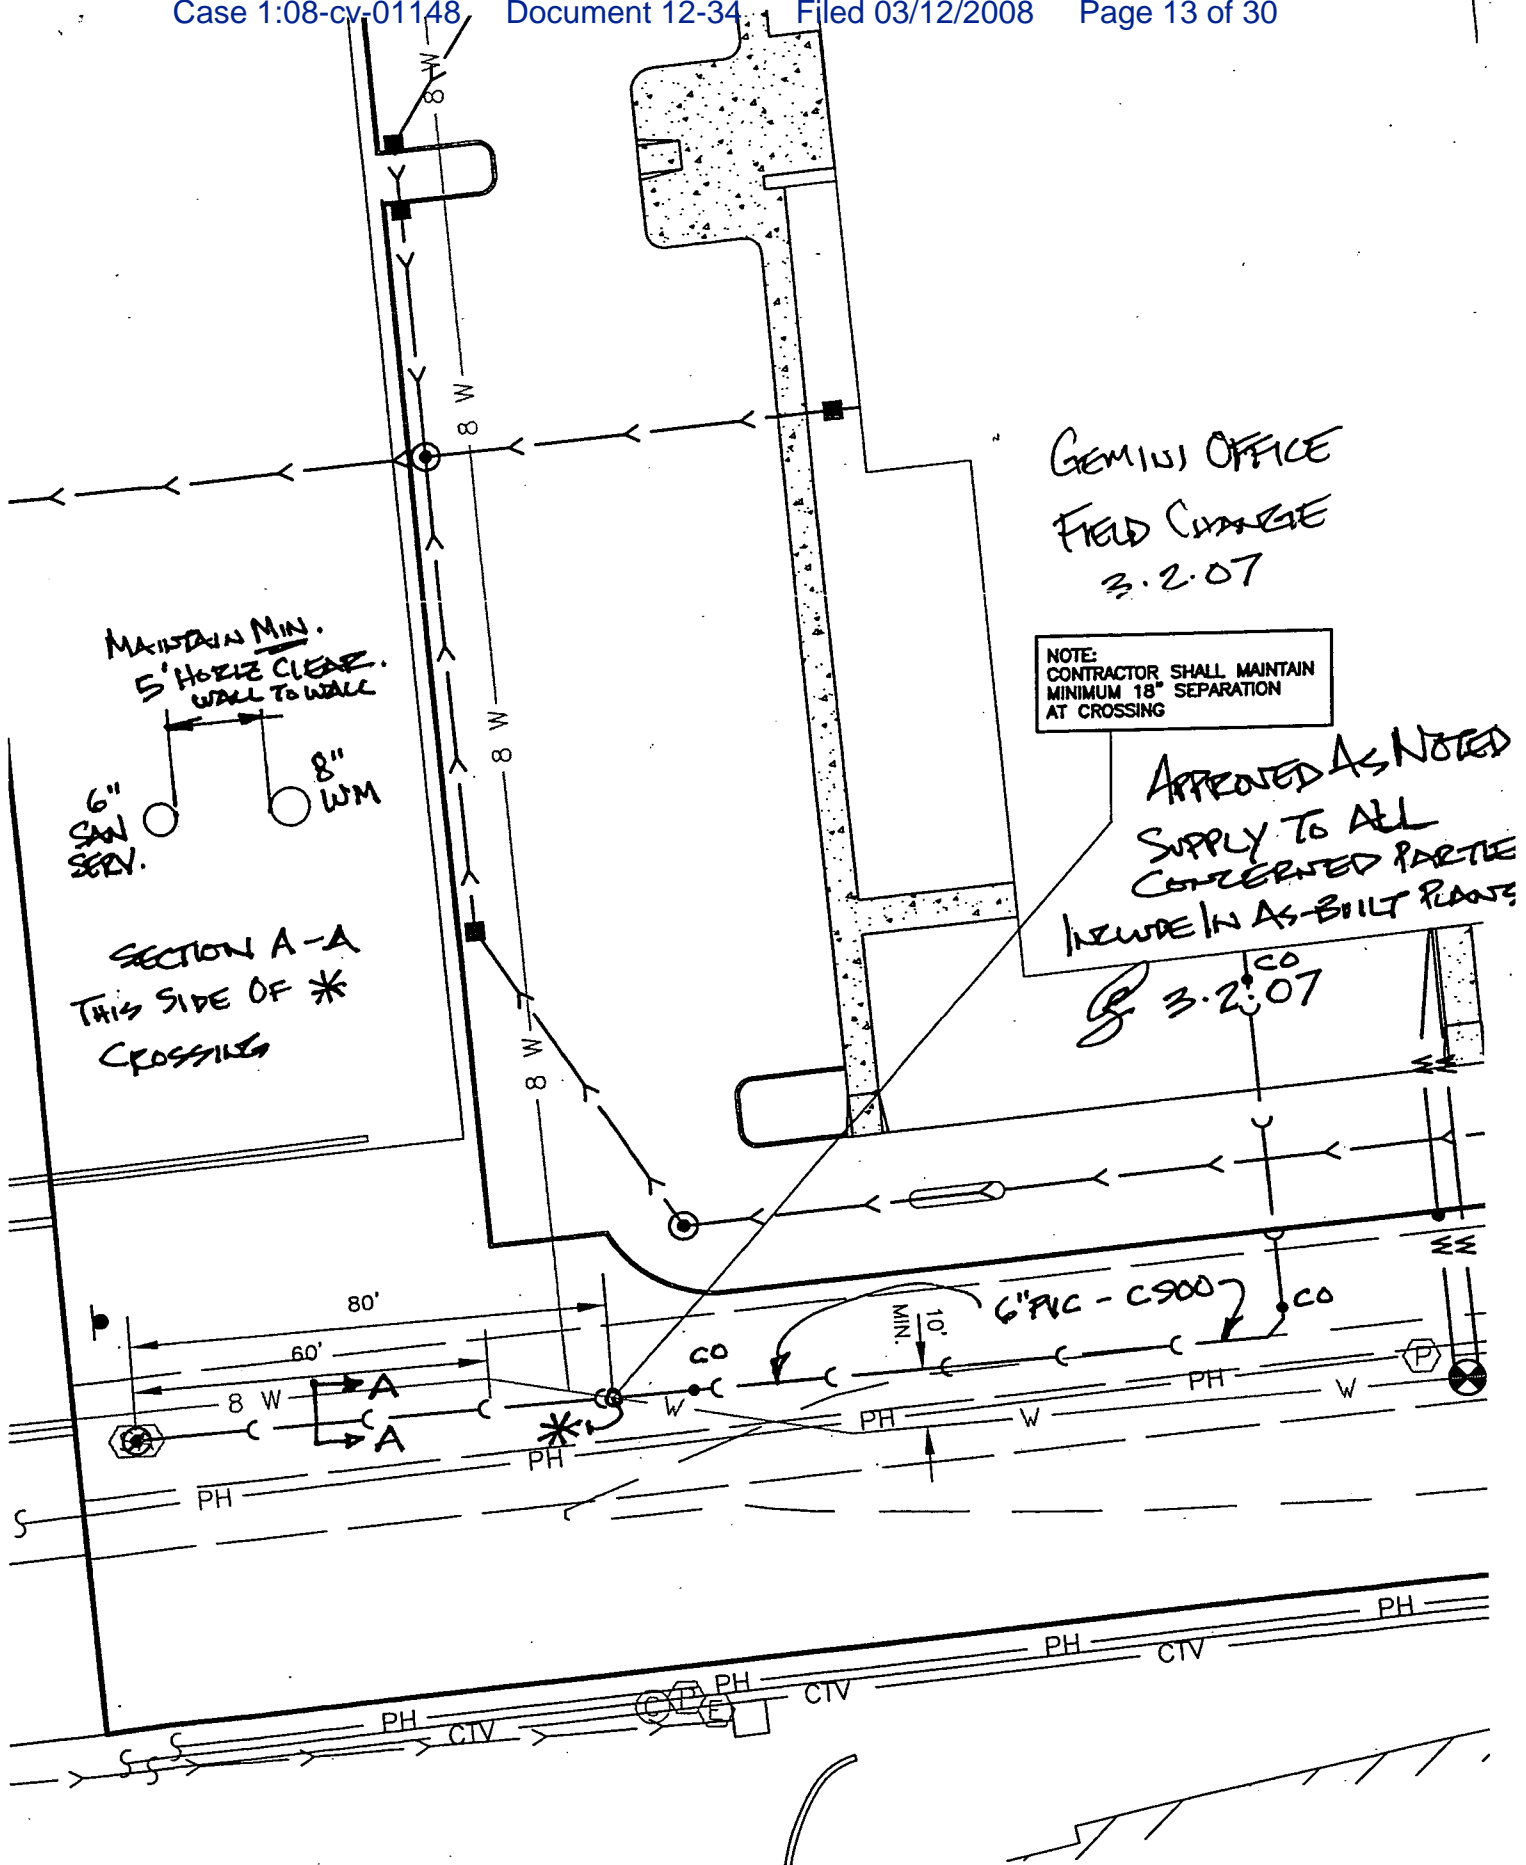 Case 1:08-cv-01148 Document 12-34 Filed 03/12/2008 Page 13 of 30
8 W
8 W
GEMINI OFFICE
FIELD CHANGE
3.2.07
MAINTAIN MIN.
5' HORIZ CLEAR.
WALL TO WALL
NOTE:
CONTRACTOR SHALL MAINTAIN
MINIMUM 18" SEPARATION
AT CROSSING
8 W
6"
SAN
SERV.
8"
WM
APPROVED AS NOTED
SUPPLY TO ALL
CONCERNED PARTIE
INCLUDE IN AS-BUILT PLANS
CO
3.2.07
SECTION A-A
THIS SIDE OF *
CROSSING
8 W
W W
W W
80'
60'
6" PVC - C900
CO
10'
MIN.
CO
P
8 W
A
A
*
W
PH
W
PH
W
PH
PH
PH
PH
CTV
PH
CTV
PH
CTV
C P E